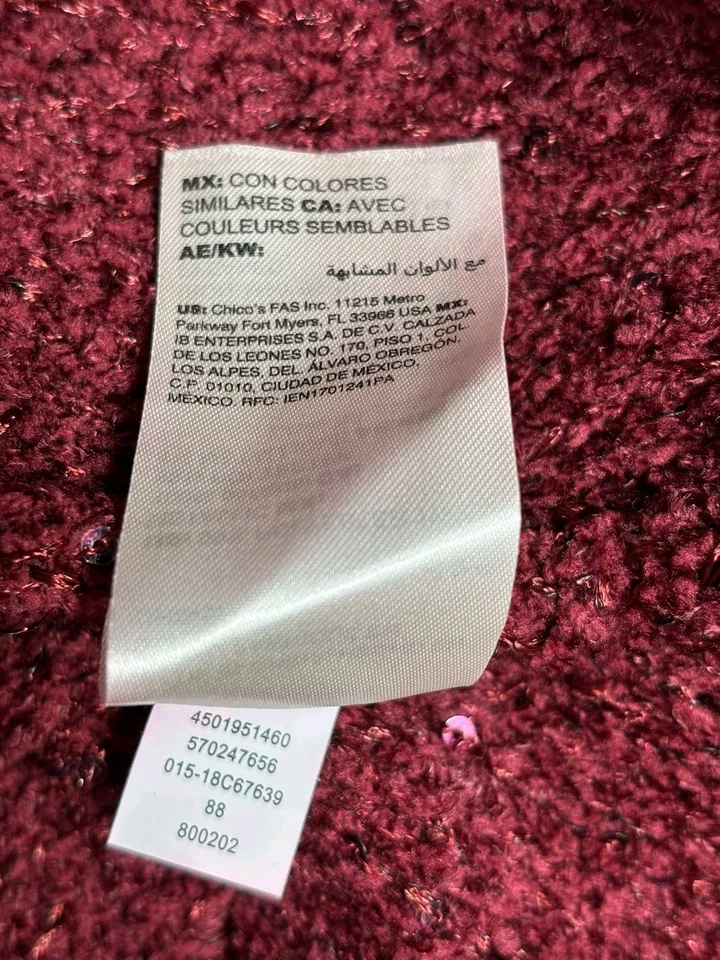 MX: CON COLORES
SIMILARES CA: AVEC
COULEURS SEMBLABLES
AE/KW:
مع الألوان المشابهة
US: Chico's FAS Inc. 11215 Metro
Parkway Fort Myers, FL 33966 USA MX:
IB ENTERPRISES S.A. DE C.V. CALZADA
DE LOS LEONES NO. 170, PISO 1, COL.
LOS ALPES, DEL. ÁLVARO OBREGÓN,
C.P. 01010, CIUDAD DE MÉXICO,
MÉXICO. RFC: IEN1701241PA
4501951460
570247656
015-18C67639
88
800202